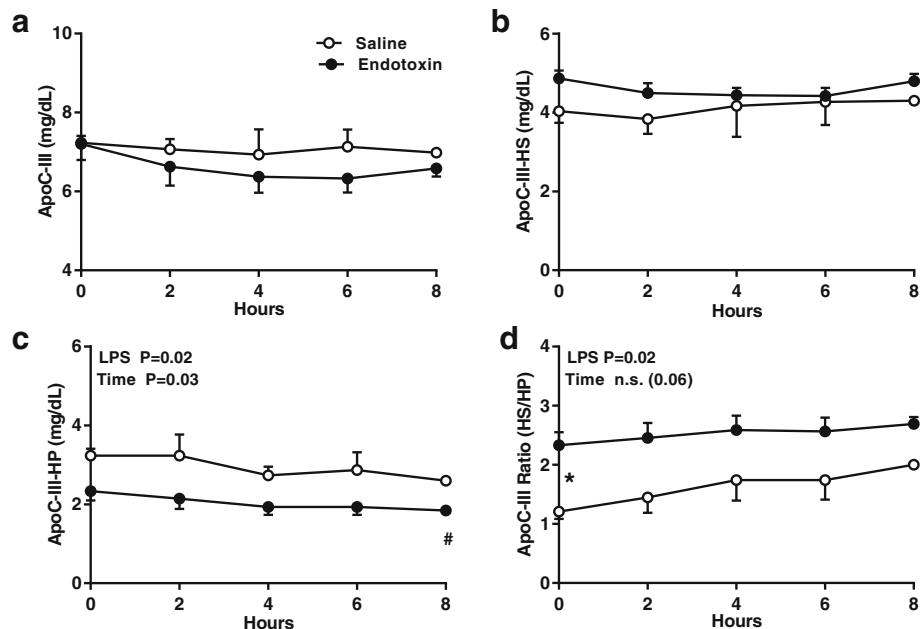 a
ApoC-III (mg/dL)
10
8
6
4
Saline
Endotoxin
0 2 4 6 8
Hours
b
ApoC-III-HS (mg/dL)
6
4
2
0
0 2 4 6 8
Hours
c
ApoC-III-HP (mg/dL)
6
4
2
0
LPS P=0.02
Time P=0.03
#
0 2 4 6 8
Hours
d
ApoC-III Ratio (HS/HP)
4
3
2
1
0
LPS P=0.02
Time n.s. (0.06)
*
0 2 4 6 8
Hours